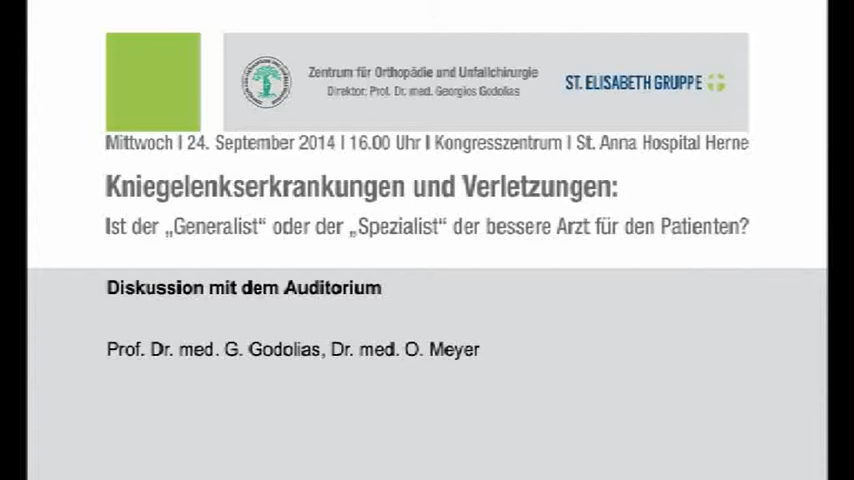 Zentrum für Orthopädie und Unfallchirurgie
Direktor: Prof. Dr. med. Georgios Godolias
ST. ELISABETH GRUPPE
Mittwoch | 24. September 2014 | 16.00 Uhr | Kongresszentrum | St. Anna Hospital Herne
Kniegelenkserkrankungen und Verletzungen:
Ist der „Generalist“ oder der „Spezialist“ der bessere Arzt für den Patienten?
Diskussion mit dem Auditorium
Prof. Dr. med. G. Godolias, Dr. med. O. Meyer